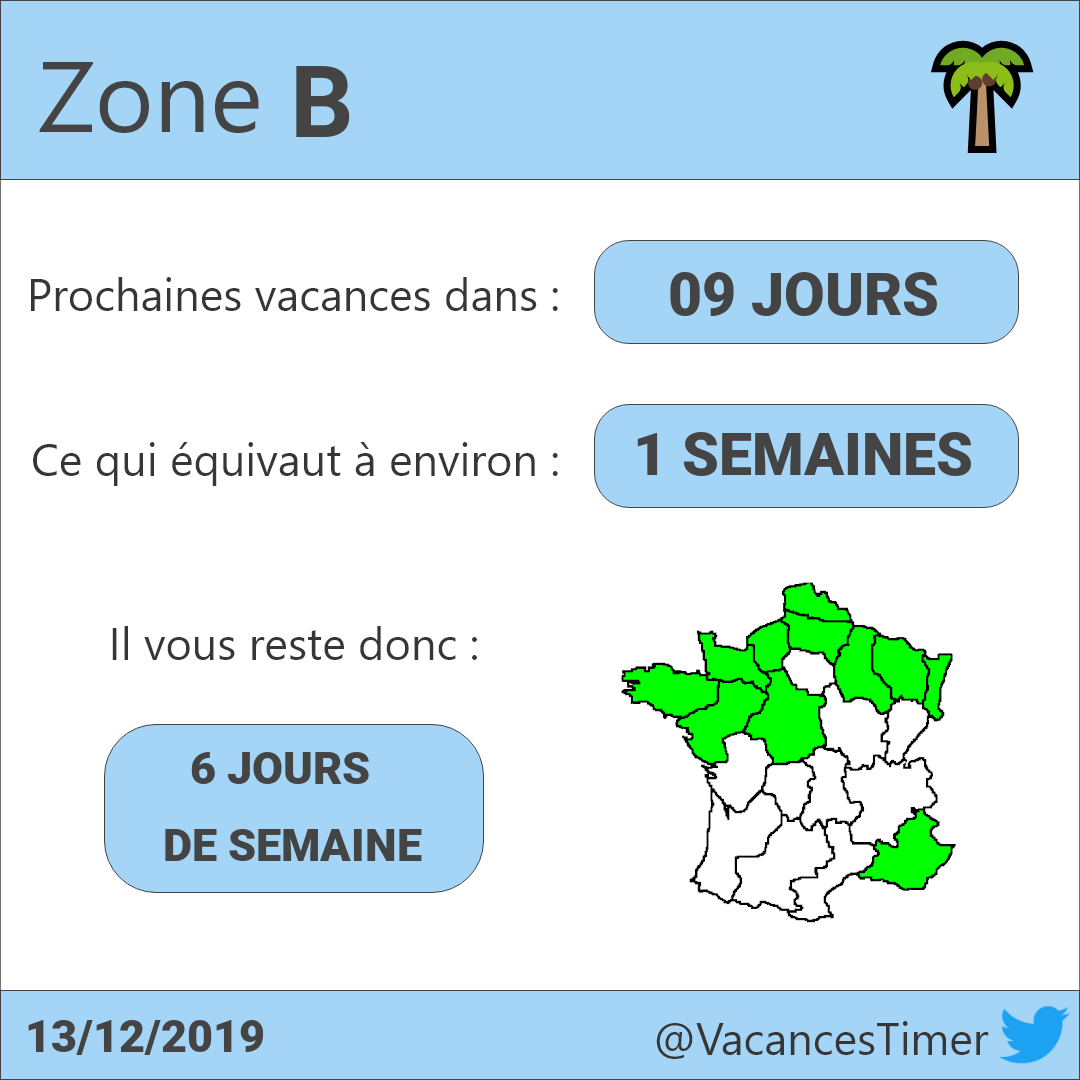 Zone B
Prochaines vacances dans :
09 JOURS
Ce qui équivaut à environ :
1 SEMAINES
Il vous reste donc :
6 JOURS
DE SEMAINE
13/12/2019
@VacancesTimer